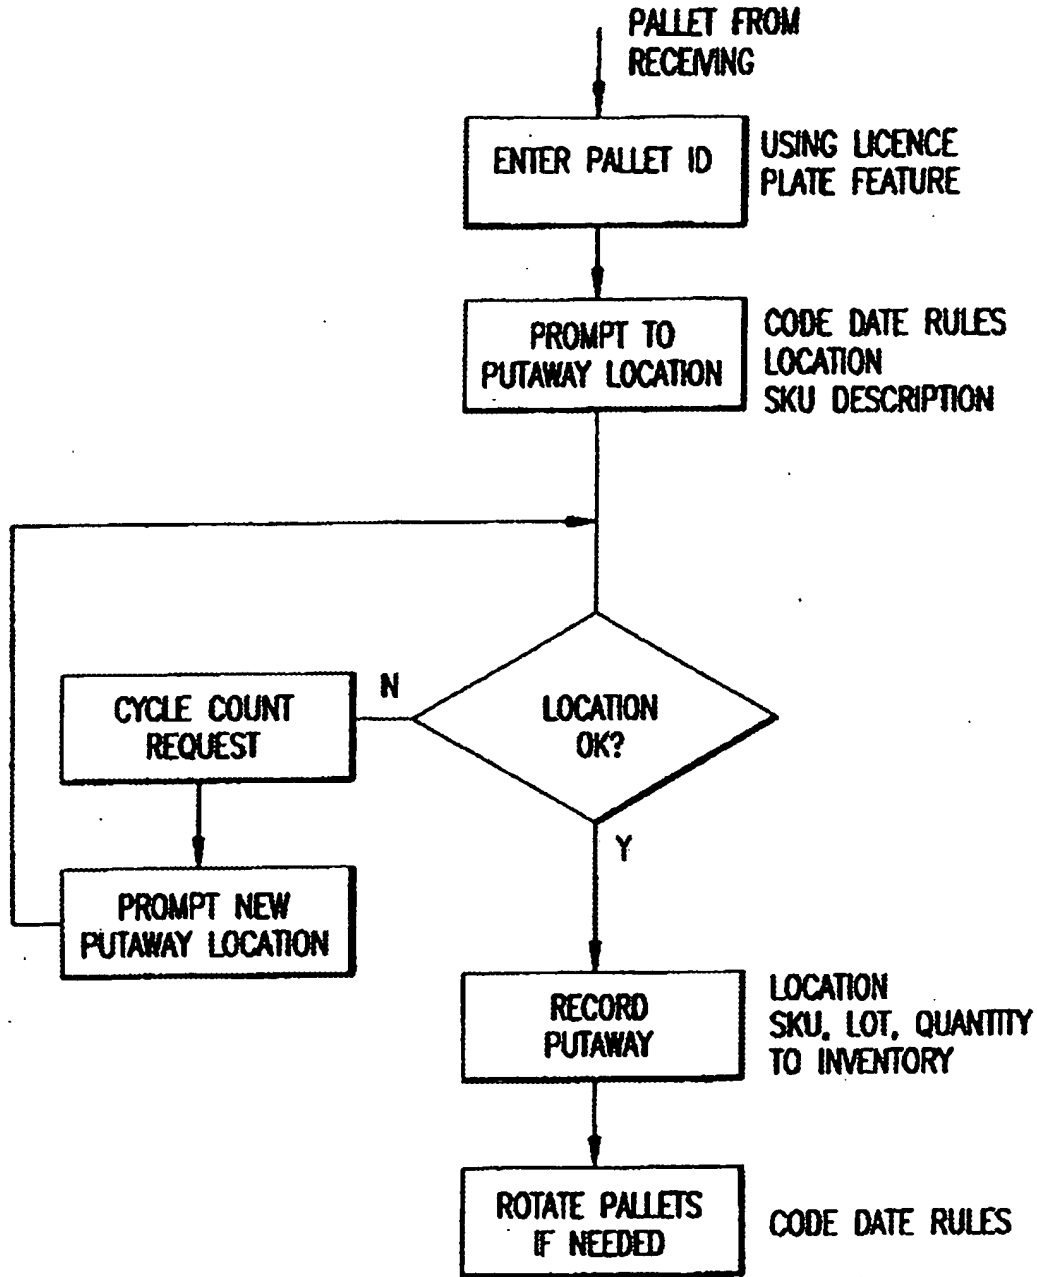 PALLET FROM
RECEIVING
ENTER PALLET ID
USING LICENCE
PLATE FEATURE
PROMPT TO
PUTAWAY LOCATION
CODE DATE RULES
LOCATION
SKU DESCRIPTION
N
CYCLE COUNT
REQUEST
LOCATION
OK?
Y
PROMPT NEW
PUTAWAY LOCATION
RECORD
PUTAWAY
LOCATION
SKU, LOT, QUANTITY
TO INVENTORY
ROTATE PALLETS
IF NEEDED
CODE DATE RULES